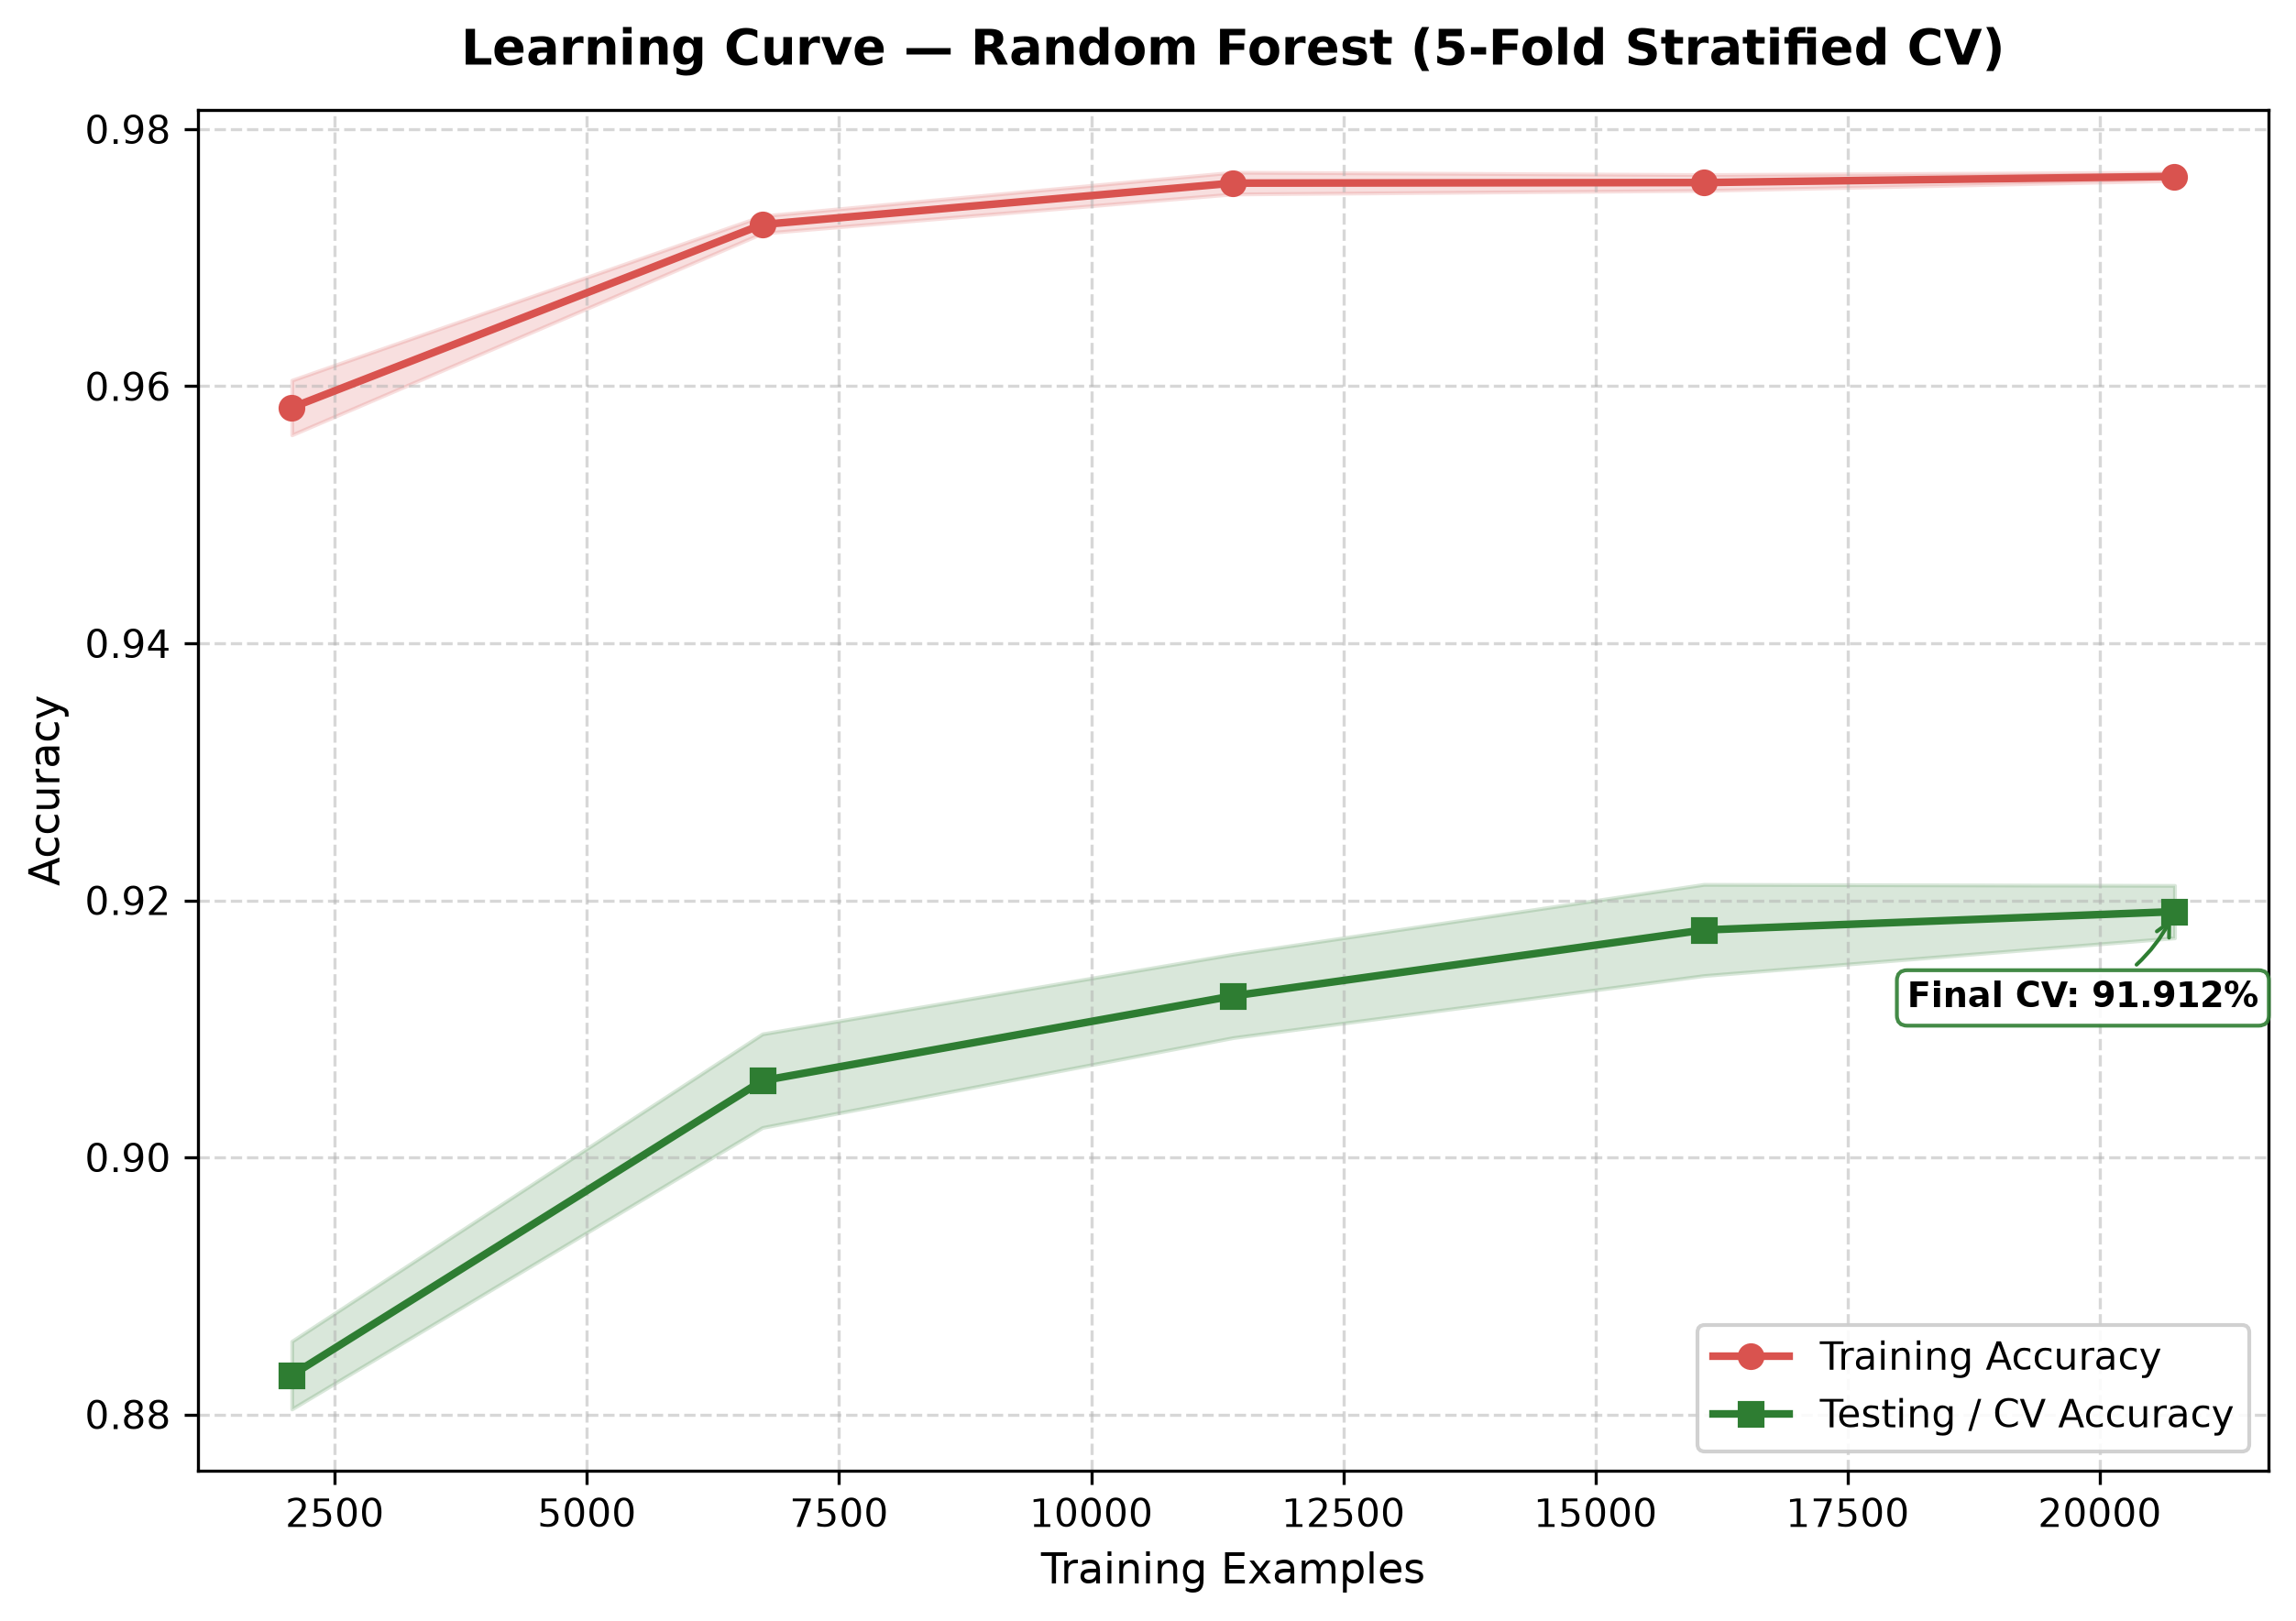 Learning Curve — Random Forest (5-Fold Stratified CV)
Accuracy
0.98
0.96
0.94
0.92
0.90
0.88
Final CV: 91.912%
Training Accuracy
Testing / CV Accuracy
2500 5000 7500 10000 12500 15000 17500 20000
Training Examples